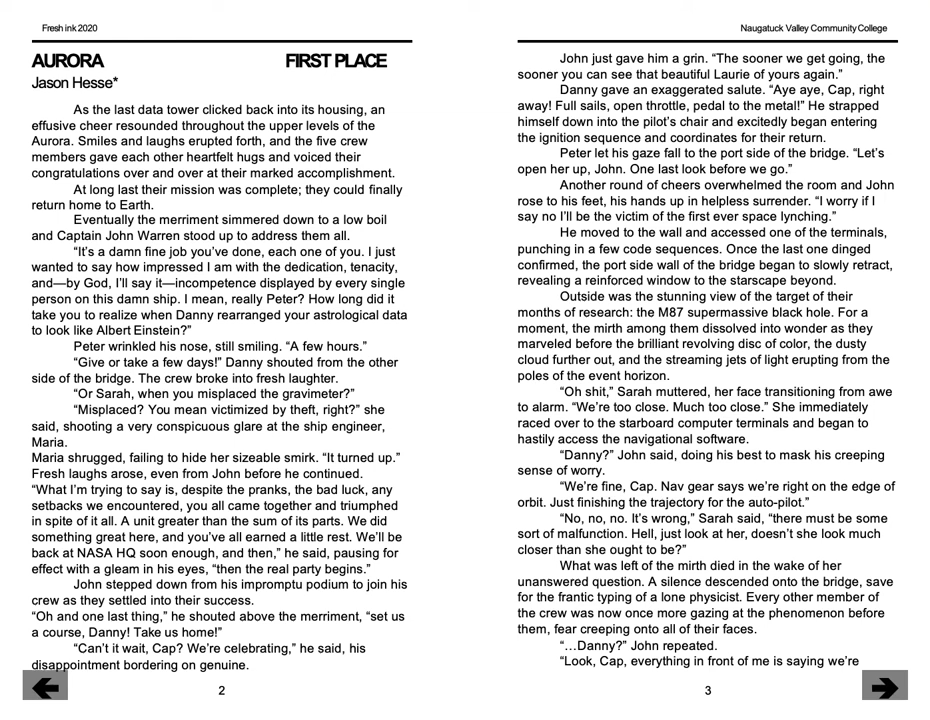 Fresh ink 2020
AURORA FIRST PLACE
Jason Hesse*
As the last data tower clicked back into its housing, an
effusive cheer resounded throughout the upper levels of the
Aurora. Smiles and laughs erupted forth, and the five crew
members gave each other heartfelt hugs and voiced their
congratulations over and over at their marked accomplishment.
At long last their mission was complete; they could finally
return home to Earth.
Eventually the merriment simmered down to a low boil
and Captain John Warren stood up to address them all.
“It’s a damn fine job you’ve done, each one of you. I just
wanted to say how impressed I am with the dedication, tenacity,
and—by God, I’ll say it—incompetence displayed by every single
person on this damn ship. I mean, really Peter? How long did it
take you to realize when Danny rearranged your astrological data
to look like Albert Einstein?”
Peter wrinkled his nose, still smiling. “A few hours.”
“Give or take a few days!” Danny shouted from the other
side of the bridge. The crew broke into fresh laughter.
“Or Sarah, when you misplaced the gravimeter?”
“Misplaced? You mean victimized by theft, right?” she
said, shooting a very conspicuous glare at the ship engineer,
Maria.
Maria shrugged, failing to hide her sizeable smirk. “It turned up.”
Fresh laughs arose, even from John before he continued.
“What I’m trying to say is, despite the pranks, the bad luck, any
setbacks we encountered, you all came together and triumphed
in spite of it all. A unit greater than the sum of its parts. We did
something great here, and you’ve all earned a little rest. We’ll be
back at NASA HQ soon enough, and then,” he said, pausing for
effect with a gleam in his eyes, “then the real party begins.”
John stepped down from his impromptu podium to join his
crew as they settled into their success.
“Oh and one last thing,” he shouted above the merriment, “set us
a course, Danny! Take us home!”
“Can’t it wait, Cap? We’re celebrating,” he said, his
disappointment bordering on genuine.
2
Naugatuck Valley Community College
John just gave him a grin. “The sooner we get going, the
sooner you can see that beautiful Laurie of yours again.”
Danny gave an exaggerated salute. “Aye aye, Cap, right
away! Full sails, open throttle, pedal to the metal!” He strapped
himself down into the pilot’s chair and excitedly began entering
the ignition sequence and coordinates for their return.
Peter let his gaze fall to the port side of the bridge. “Let’s
open her up, John. One last look before we go.”
Another round of cheers overwhelmed the room and John
rose to his feet, his hands up in helpless surrender. “I worry if I
say no I’ll be the victim of the first ever space lynching.”
He moved to the wall and accessed one of the terminals,
punching in a few code sequences. Once the last one dinged
confirmed, the port side wall of the bridge began to slowly retract,
revealing a reinforced window to the starscape beyond.
Outside was the stunning view of the target of their
months of research: the M87 supermassive black hole. For a
moment, the mirth among them dissolved into wonder as they
marveled before the brilliant revolving disc of color, the dusty
cloud further out, and the streaming jets of light erupting from the
poles of the event horizon.
“Oh shit,” Sarah muttered, her face transitioning from awe
to alarm. “We’re too close. Much too close.” She immediately
raced over to the starboard computer terminals and began to
hastily access the navigational software.
“Danny?” John said, doing his best to mask his creeping
sense of worry.
“We’re fine, Cap. Nav gear says we’re right on the edge of
orbit. Just finishing the trajectory for the auto-pilot.”
“No, no, no. It’s wrong,” Sarah said, “there must be some
sort of malfunction. Hell, just look at her, doesn’t she look much
closer than she ought to be?”
What was left of the mirth died in the wake of her
unanswered question. A silence descended onto the bridge, save
for the frantic typing of a lone physicist. Every other member of
the crew was now once more gazing at the phenomenon before
them, fear creeping onto all of their faces.
“…Danny?” John repeated.
“Look, Cap, everything in front of me is saying we’re
3